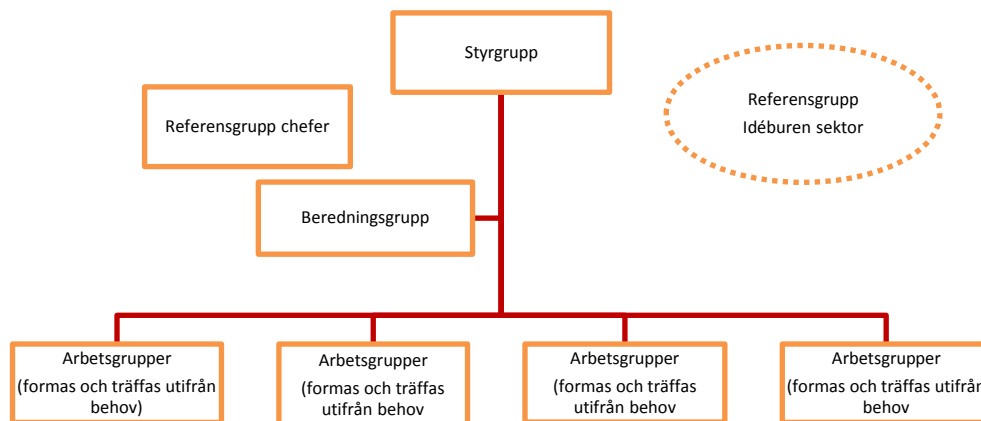 Styrgrupp
Referensgrupp
Idéburen sektor
Referensgrupp chefer
Beredningsgrupp
Arbetsgrupper
(formas och träffas utifrån
behov)
Arbetsgrupper
(formas och träffas
utifrån behov
Arbetsgrupper
(formas och träffas
utifrån behov
Arbetsgrupper
(formas och träffas utifrån
behov